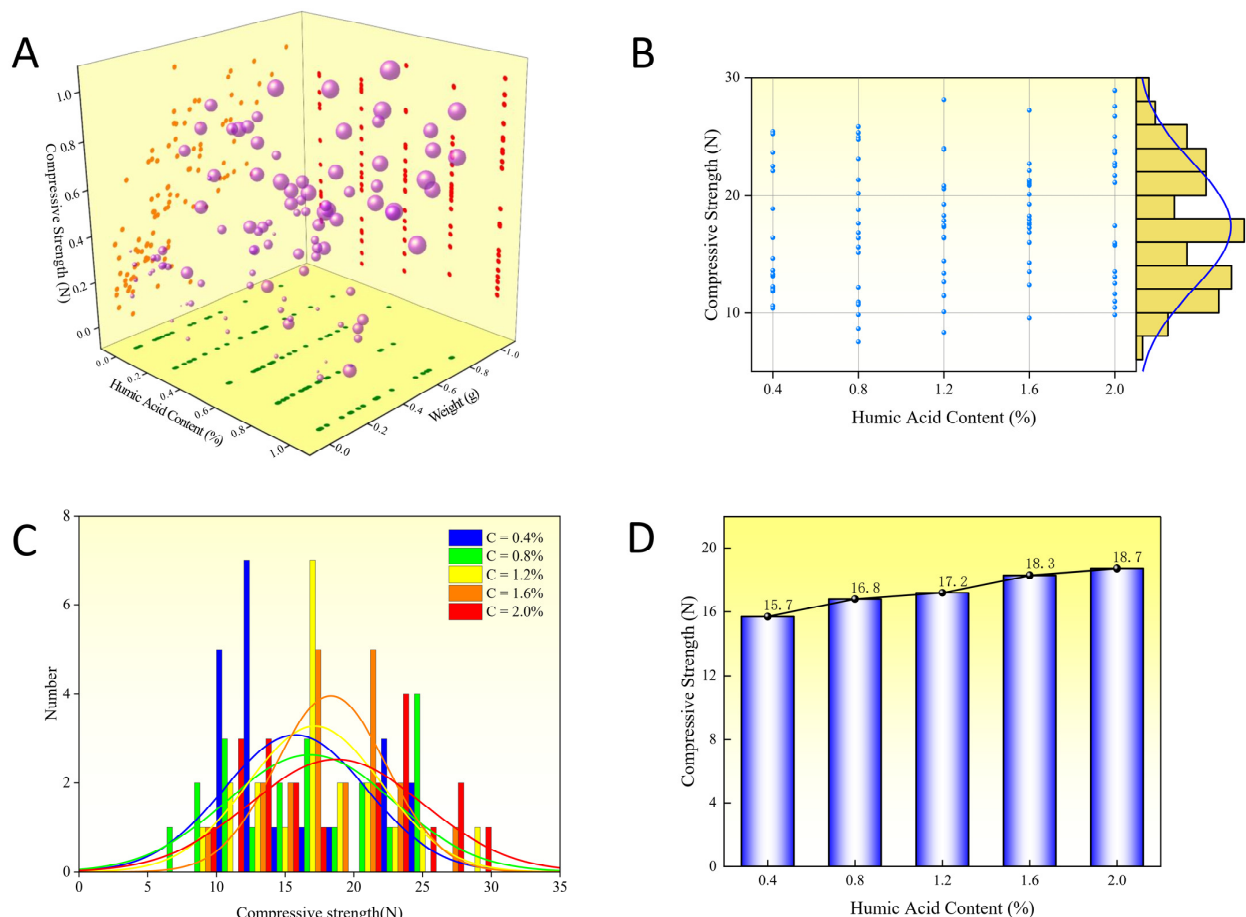 A
Compressive Strength (N)
1.0
0.8
0.6
0.4
0.2
0.0
0.0
0.2
0.4
0.6
0.8
1.0
Humic Acid Content (%)
0.0
0.2
0.4
0.6
0.8
1.0
Weight (g)
B
Compressive Strength (N)
30
20
10
0.4 0.8 1.2 1.6 2.0
Humic Acid Content (%)
C
Number
8
6
4
2
0
C = 0.4%
C = 0.8%
C = 1.2%
C = 1.6%
C = 2.0%
0 5 10 15 20 25 30 35
Compressive strength(N)
D
Compressive Strength (N)
20
16
12
8
4
0
15.7 16.8 17.2 18.3 18.7
0.4 0.8 1.2 1.6 2.0
Humic Acid Content (%)